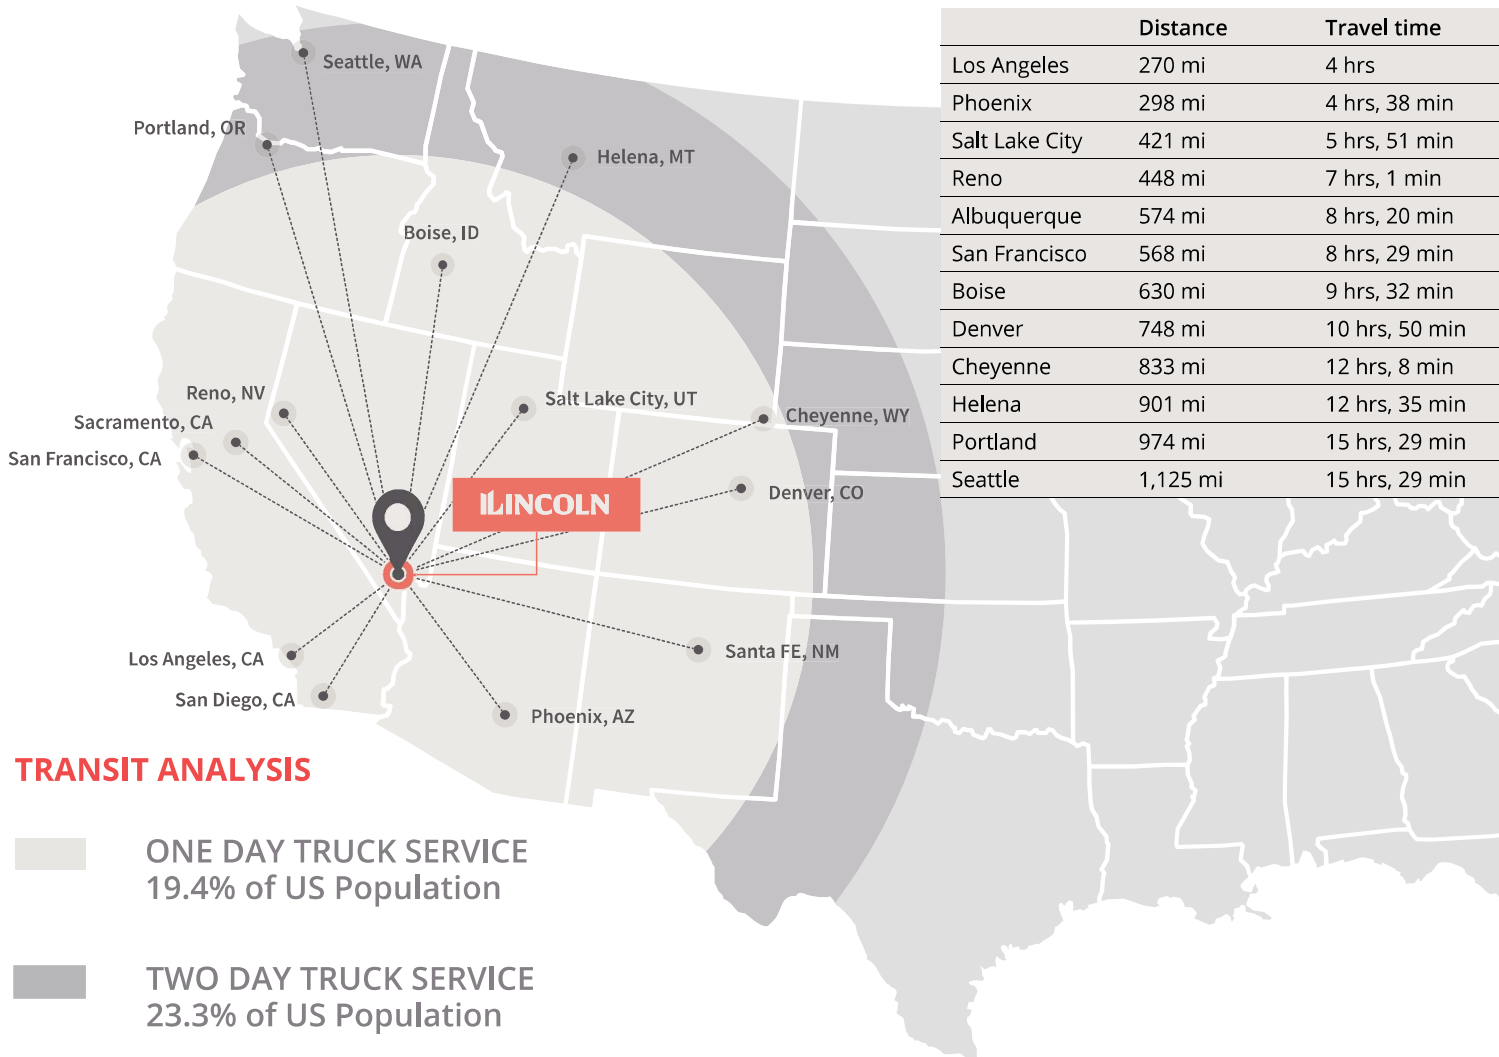 Seattle, WA
Portland, OR
Helena, MT
Boise, ID
Reno, NV
Sacramento, CA
San Francisco, CA
Salt Lake City, UT
Cheyenne, WY
Denver, CO
LINCOLN
Los Angeles, CA
San Diego, CA
Santa FE, NM
Phoenix, AZ
Distance Travel time
Los Angeles 270 mi 4 hrs
Phoenix 298 mi 4 hrs, 38 min
Salt Lake City 421 mi 5 hrs, 51 min
Reno 448 mi 7 hrs, 1 min
Albuquerque 574 mi 8 hrs, 20 min
San Francisco 568 mi 8 hrs, 29 min
Boise 630 mi 9 hrs, 32 min
Denver 748 mi 10 hrs, 50 min
Cheyenne 833 mi 12 hrs, 8 min
Helena 901 mi 12 hrs, 35 min
Portland 974 mi 15 hrs, 29 min
Seattle 1,125 mi 15 hrs, 29 min
TRANSIT ANALYSIS
ONE DAY TRUCK SERVICE
19.4% of US Population
TWO DAY TRUCK SERVICE
23.3% of US Population